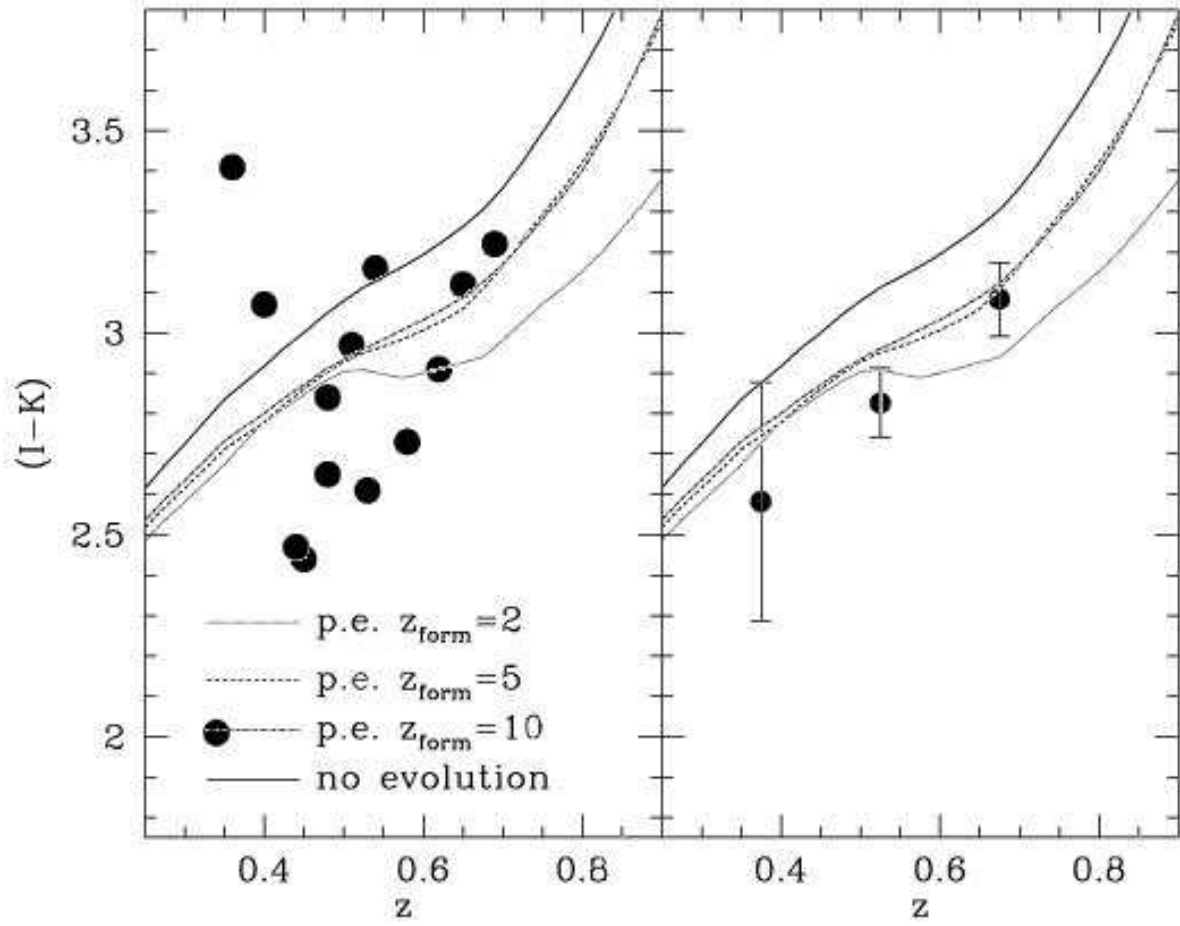 3.5
3
2.5
2
(I−K)
p.e. z_form=2
p.e. z_form=5
p.e. z_form=10
no evolution
0.4 0.6 0.8 0.4 0.6 0.8
z z